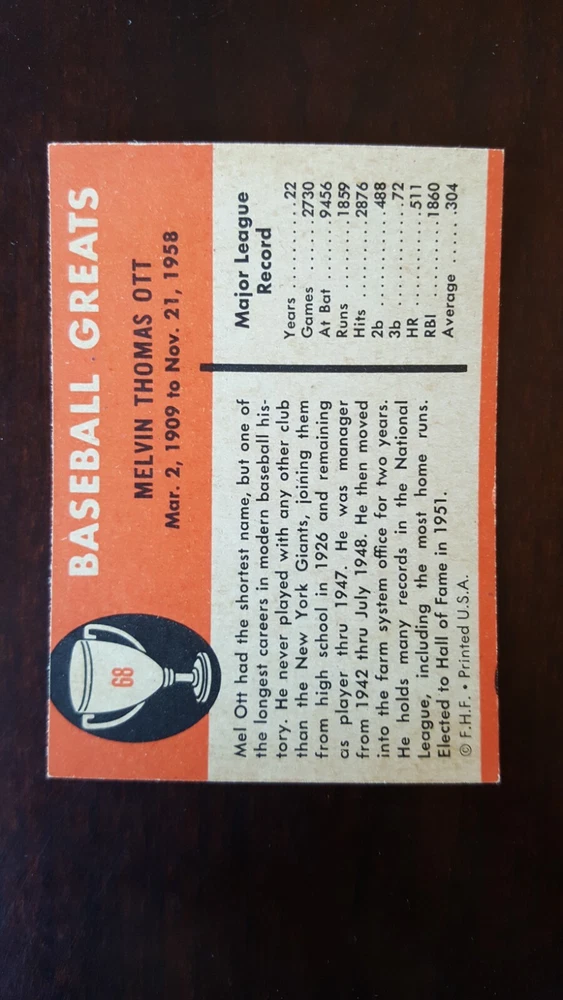 BASEBALL GREATS
68
MELVIN THOMAS OTT
Mar. 2, 1909 to Nov. 21, 1958
Mel Ott had the shortest name, but one of
the longest careers in modern baseball his-
tory. He never played with any other club
than the New York Giants, joining them
from high school in 1926 and remaining
as player thru 1947. He was manager
from 1942 thru July 1948. He then moved
into the farm system office for two years.
He holds many records in the National
League, including the most home runs.
Elected to Hall of Fame in 1951.
© F.H.F. • Printed U.S.A.
Major League
Record
Years ........22
Games .......2730
At Bat .......9456
Runs ........1859
Hits .........2876
2b ..........488
3b ..........72
HR ..........511
RBI .........1860
Average ......304